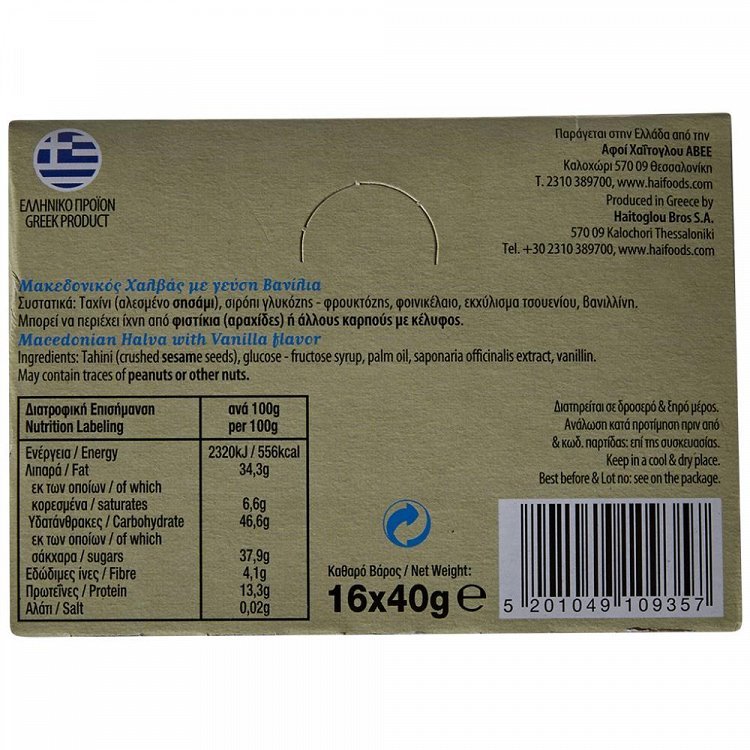 ΕΛΛΗΝΙΚΟ ΠΡΟΪΟΝ
GREEK PRODUCT
Παράγεται στην Ελλάδα από την
Αφοί Χαΐτογλου ΑΒΕΕ
Καλοχώρι 570 09 Θεσσαλονίκη
Τ. 2310 389700, www.haifoods.com
Produced in Greece by
Haitoglou Bros S.A.
570 09 Kalochori Thessaloniki
Tel. +30 2310 389700, www.haifoods.com
Μακεδονικός Χαλβάς με γεύση Βανίλια
Συστατικά: Ταχίνι (αλεσμένο σησάμι), σιρόπι γλυκόζης - φρουκτόζης, φοινικέλαιο, εκχύλισμα τσουενίου, βανιλλίνη.
Μπορεί να περιέχει ίχνη από φιστίκια (αραχίδες) ή άλλους καρπούς με κέλυφος.
Macedonian Halva with Vanilla flavor
Ingredients: Tahini (crushed sesame seeds), glucose - fructose syrup, palm oil, saponaria officinalis extract, vanillin.
May contain traces of peanuts or other nuts.
Διατροφική Επισήμανση ανά 100g
Nutrition Labeling per 100g
Ενέργεια / Energy 2320kJ / 556kcal
Λιπαρά / Fat 34,3g
εκ των οποίων / of which
κορεσμένα / saturates 6,6g
Υδατάνθρακες / Carbohydrate 46,6g
εκ των οποίων / of which
σάκχαρα / sugars 37,9g
Εδώδιμες ίνες / Fibre 4,1g
Πρωτεΐνες / Protein 13,3g
Αλάτι / Salt 0,02g
Διατηρείται σε δροσερό & ξηρό μέρος.
Ανάλωση κατά προτίμηση πριν από
& κωδ. παρτίδας: επί της συσκευασίας.
Keep in a cool & dry place.
Best before & Lot no: see on the package.
Καθαρό Βάρος / Net Weight:
16x40g e
5 201049 109357